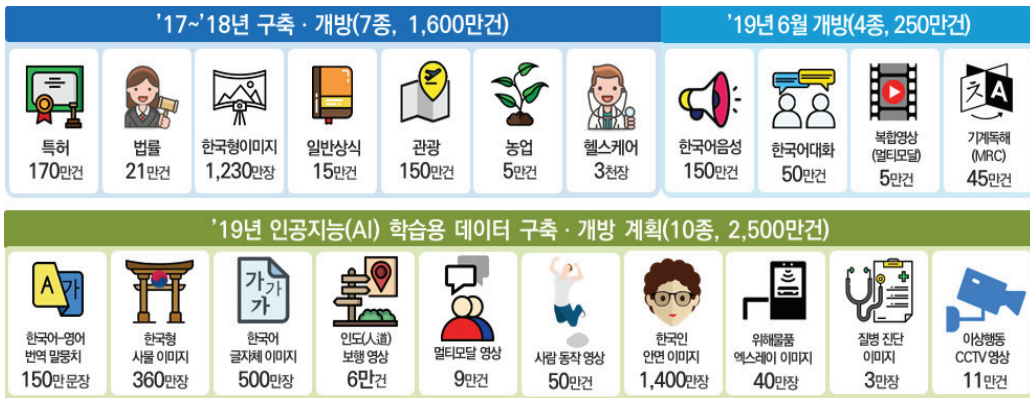 '17~'18년 구축 · 개방(7종, 1,600만건)
'19년 6월 개방(4종, 250만건)
특허
170만건
법률
21만건
한국형이미지
1,230만장
일반상식
15만건
관광
150만건
농업
5만건
헬스케어
3천장
한국어음성
150만건
한국어대화
50만건
복합영상
(멀티모달)
5만건
기계독해
(MRC)
45만건
ㅊ A
'19년 인공지능(AI) 학습용 데이터 구축 · 개방 계획(10종, 2,500만건)
A 가
한국어-영어
번역 말뭉치
150만 문장
한국형
사물 이미지
360만장
가가
가
한국어
글자체 이미지
500만장
인도(人道)
보행 영상
6만건
멀티모달 영상
9만건
사람 동작 영상
50만건
한국인
안면 이미지
1,400만장
위해물품
엑스레이 이미지
40만장
질병 진단
이미지
3만장
이상행동
CCTV 영상
11만건